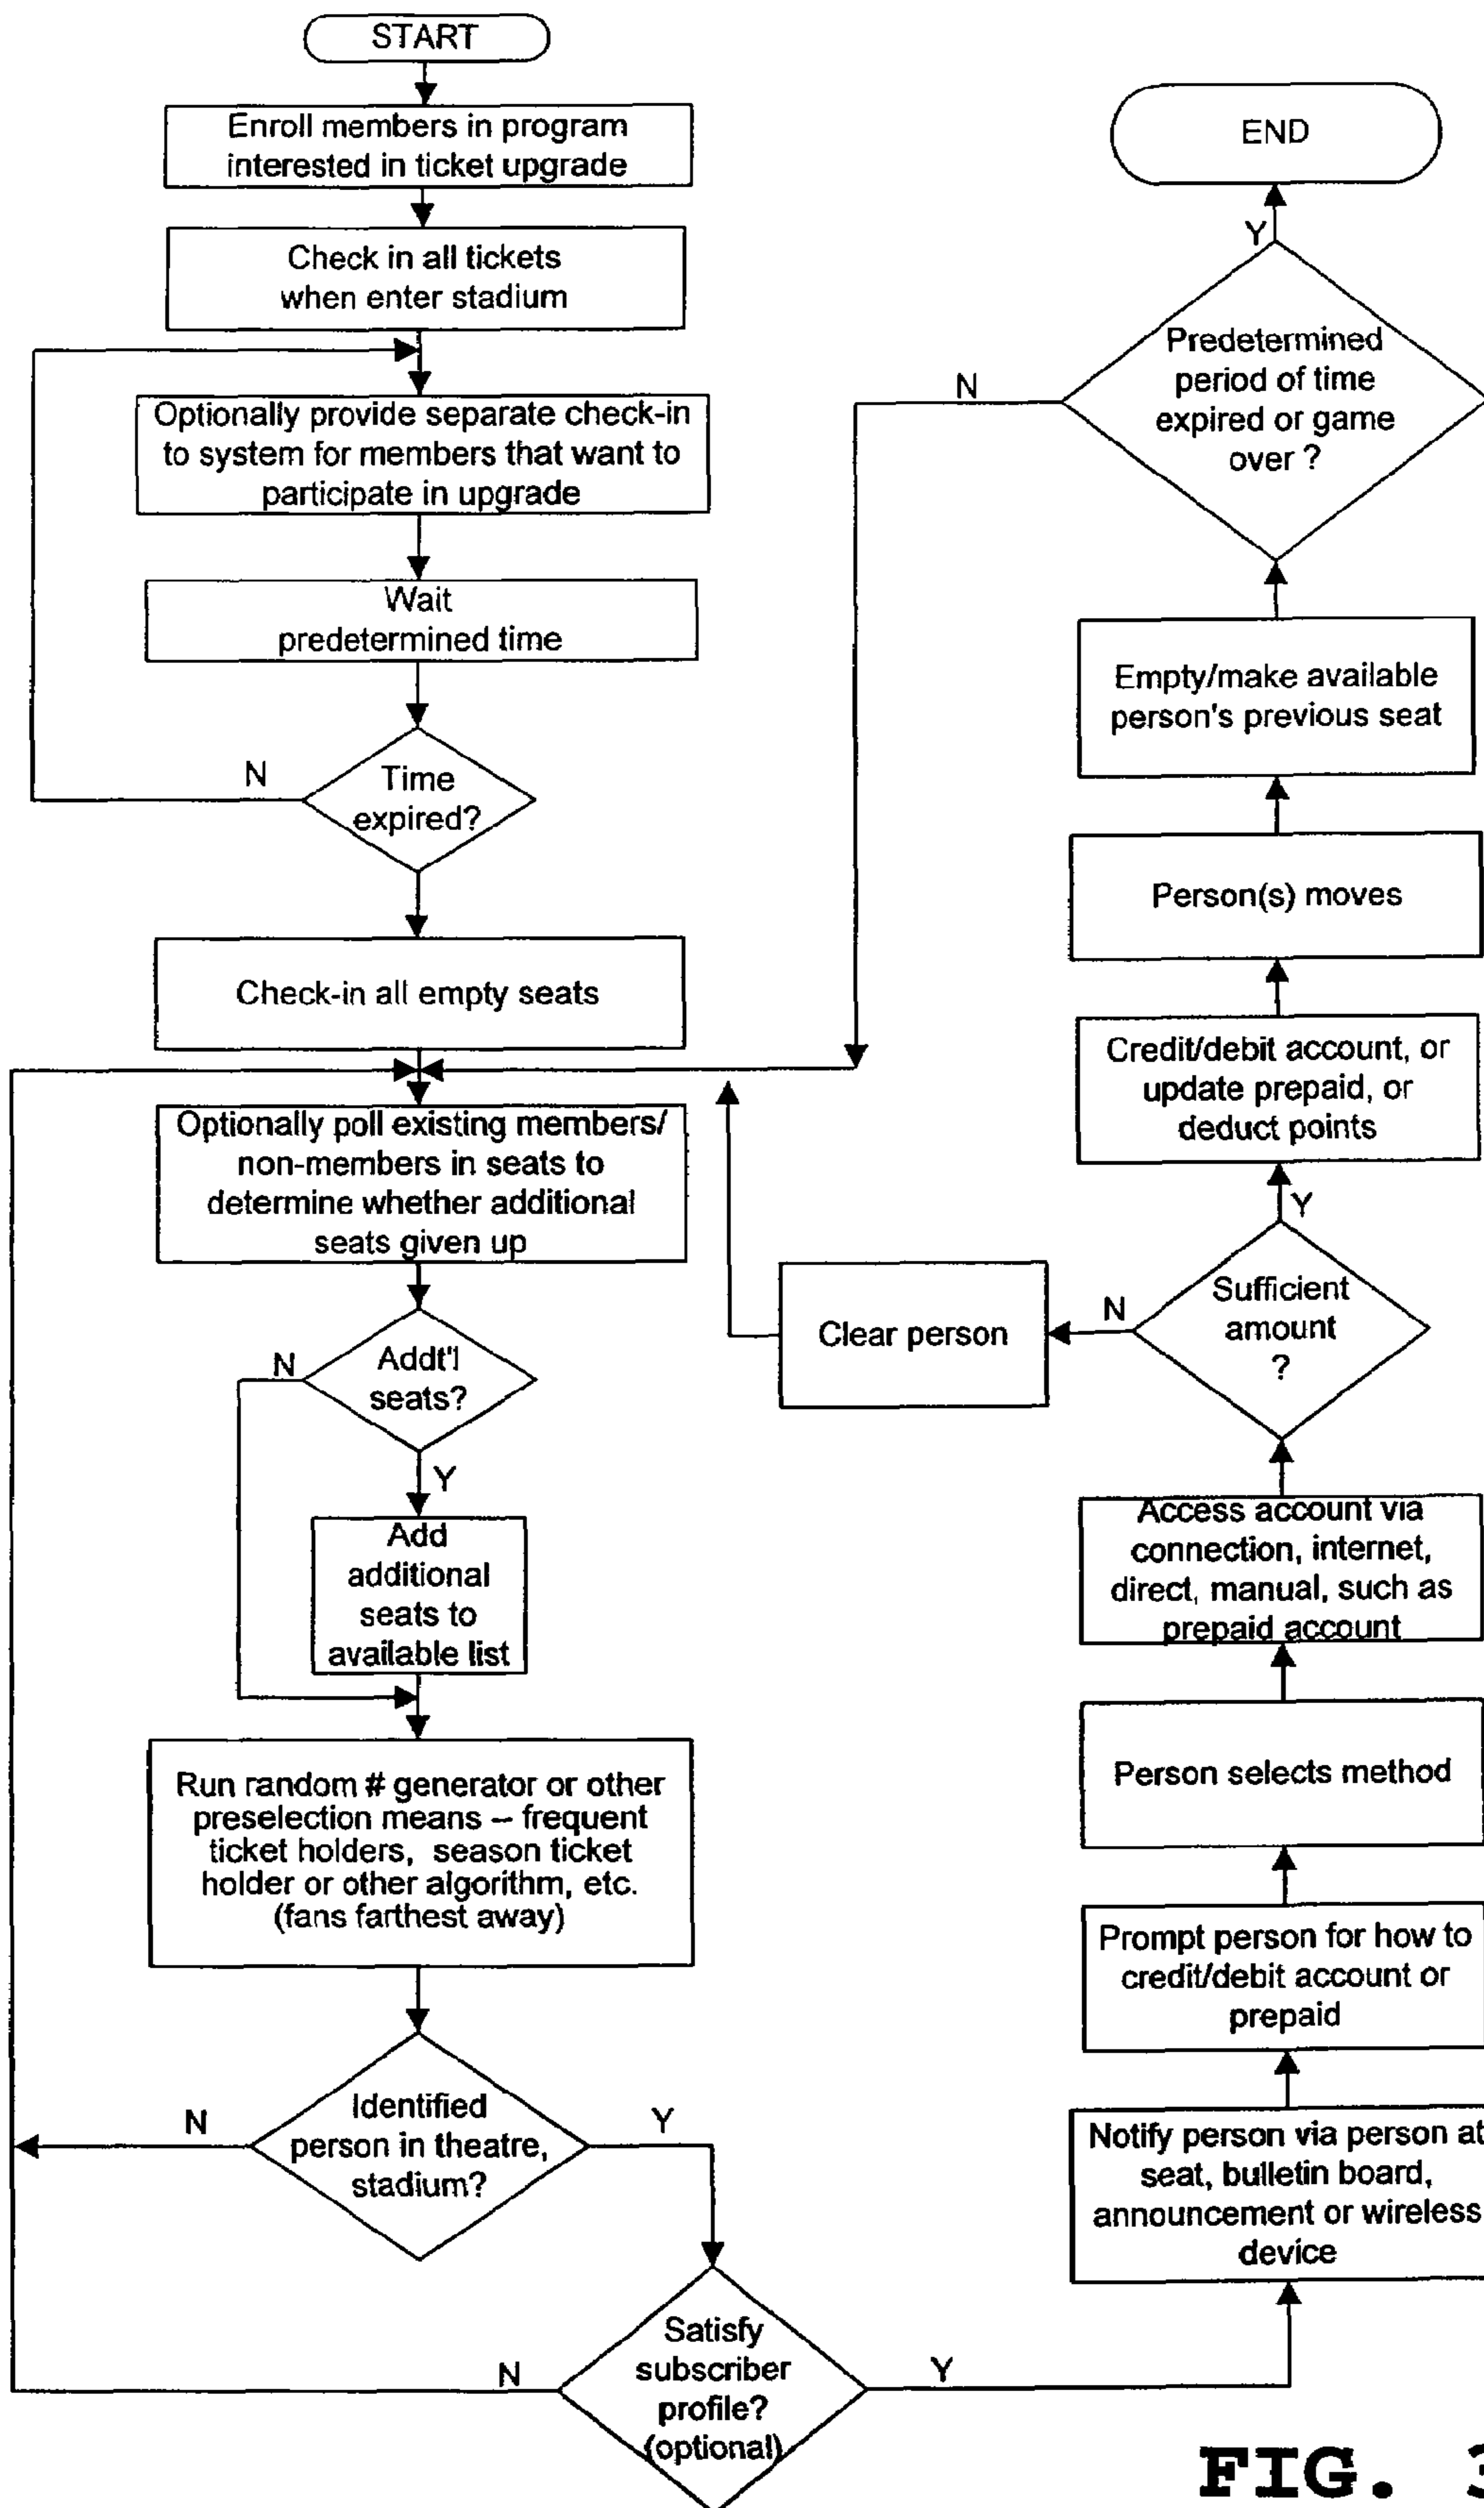 START
Enroll members in program
interested in ticket upgrade
Check in all tickets
when enter stadium
Optionally provide separate check-in
to system for members that want to
participate in upgrade
Wait
predetermined time
Time
expired?
N
Check-in all empty seats
Optionally poll existing members/
non-members in seats to
determine whether additional
seats given up
Addt'l
seats?
N
Y
Add
additional
seats to
available list
Run random # generator or other
preselection means – frequent
ticket holders, season ticket
holder or other algorithm, etc.
(fans farthest away)
Identified
person in theatre,
stadium?
N
Y
Satisfy
subscriber
profile?
(optional)
N
Y
Notify person via person at
seat, bulletin board,
announcement or wireless
device
Prompt person for how to
credit/debit account or
prepaid
Person selects method
Access account via
connection, internet,
direct, manual, such as
prepaid account
Sufficient
amount
?
N
Clear person
Y
Credit/debit account, or
update prepaid, or
deduct points
Person(s) moves
Empty/make available
person's previous seat
Predetermined
period of time
expired or game
over ?
N
Y
END
FIG. 3